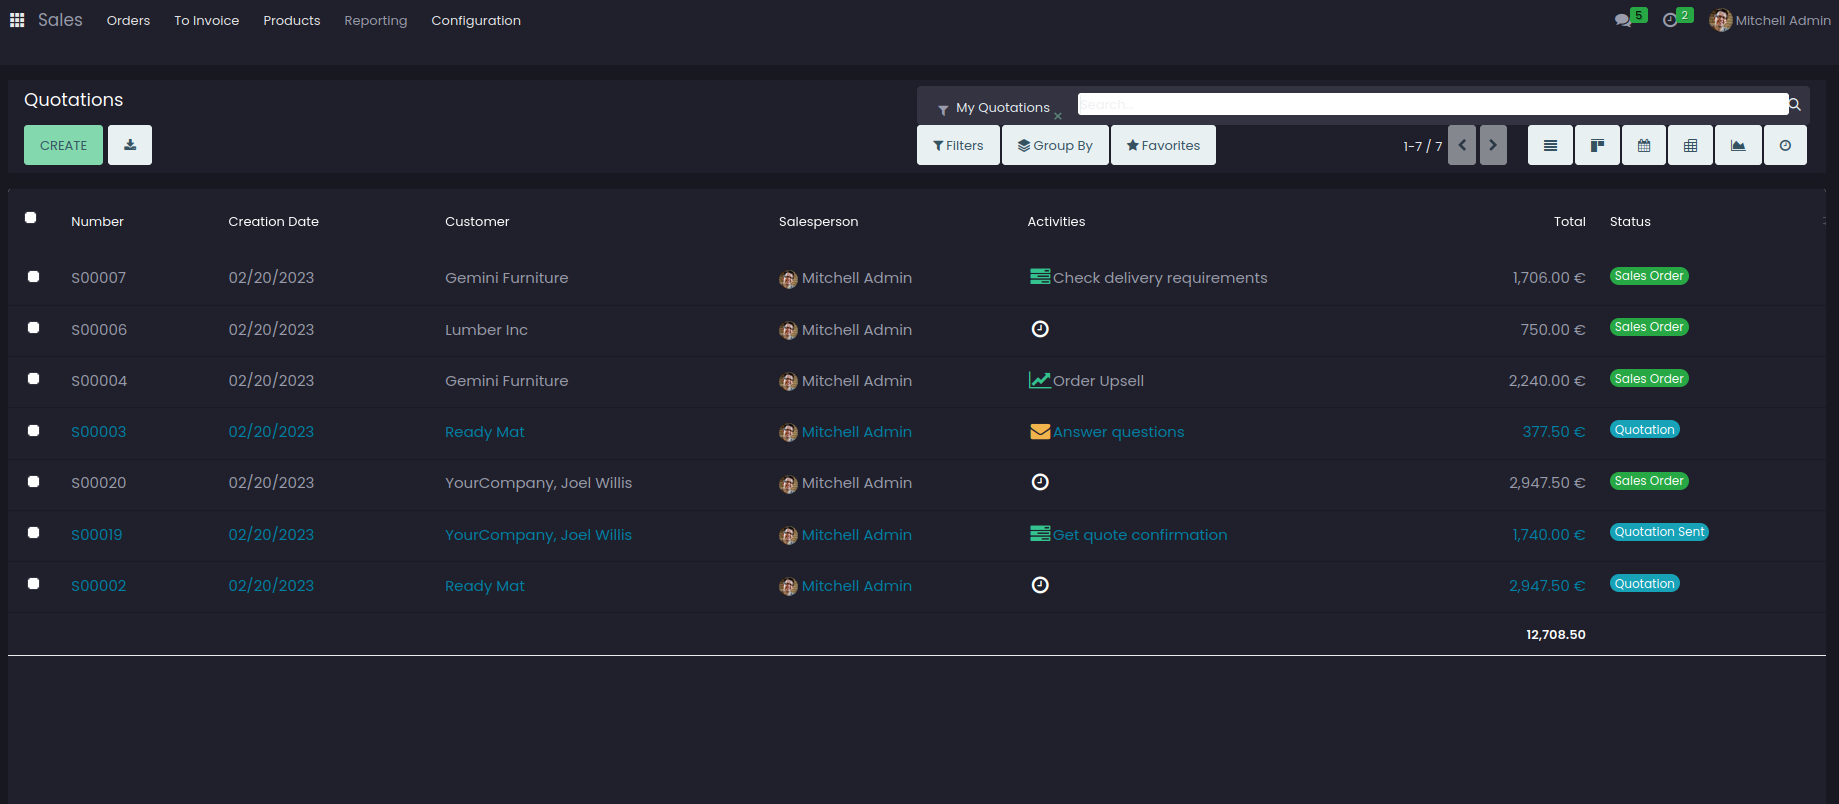 Sales Orders To Invoice Products Reporting Configuration 5 2 Mitchell Admin
Quotations
My Quotations × Search...
CREATE Filters Group By Favorites 1-7 / 7
Number Creation Date Customer Salesperson Activities Total Status
S00007 02/20/2023 Gemini Furniture Mitchell Admin Check delivery requirements 1,706.00 € Sales Order
S00006 02/20/2023 Lumber Inc Mitchell Admin 750.00 € Sales Order
S00004 02/20/2023 Gemini Furniture Mitchell Admin Order Upsell 2,240.00 € Sales Order
S00003 02/20/2023 Ready Mat Mitchell Admin Answer questions 377.50 € Quotation
S00020 02/20/2023 YourCompany, Joel Willis Mitchell Admin 2,947.50 € Sales Order
S00019 02/20/2023 YourCompany, Joel Willis Mitchell Admin Get quote confirmation 1,740.00 € Quotation Sent
S00002 02/20/2023 Ready Mat Mitchell Admin 2,947.50 € Quotation
12,708.50